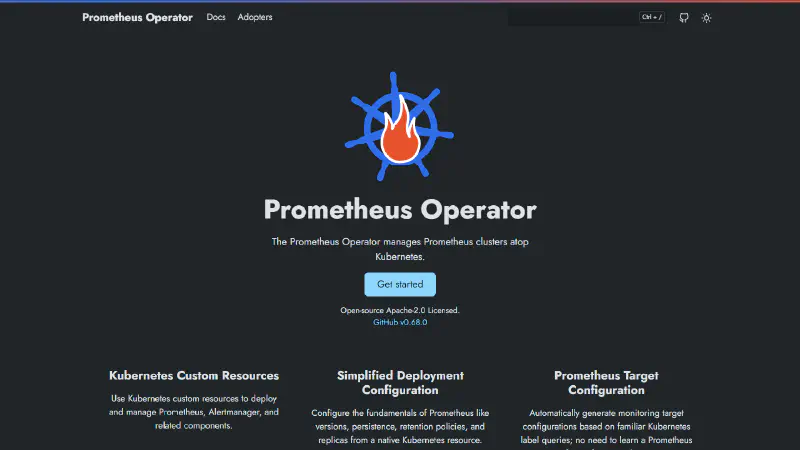 Prometheus Operator Docs Adopters Ctrl + /
Prometheus Operator
The Prometheus Operator manages Prometheus clusters atop
Kubernetes.
Get started
Open-source Apache-2.0 Licensed.
GitHub v0.68.0
Kubernetes Custom Resources
Use Kubernetes custom resources to deploy
and manage Prometheus, Alertmanager, and
related components.
Simplified Deployment
Configuration
Configure the fundamentals of Prometheus like
versions, persistence, retention policies, and
replicas from a native Kubernetes resource.
Prometheus Target
Configuration
Automatically generate monitoring target
configurations based on familiar Kubernetes
label queries; no need to learn a Prometheus